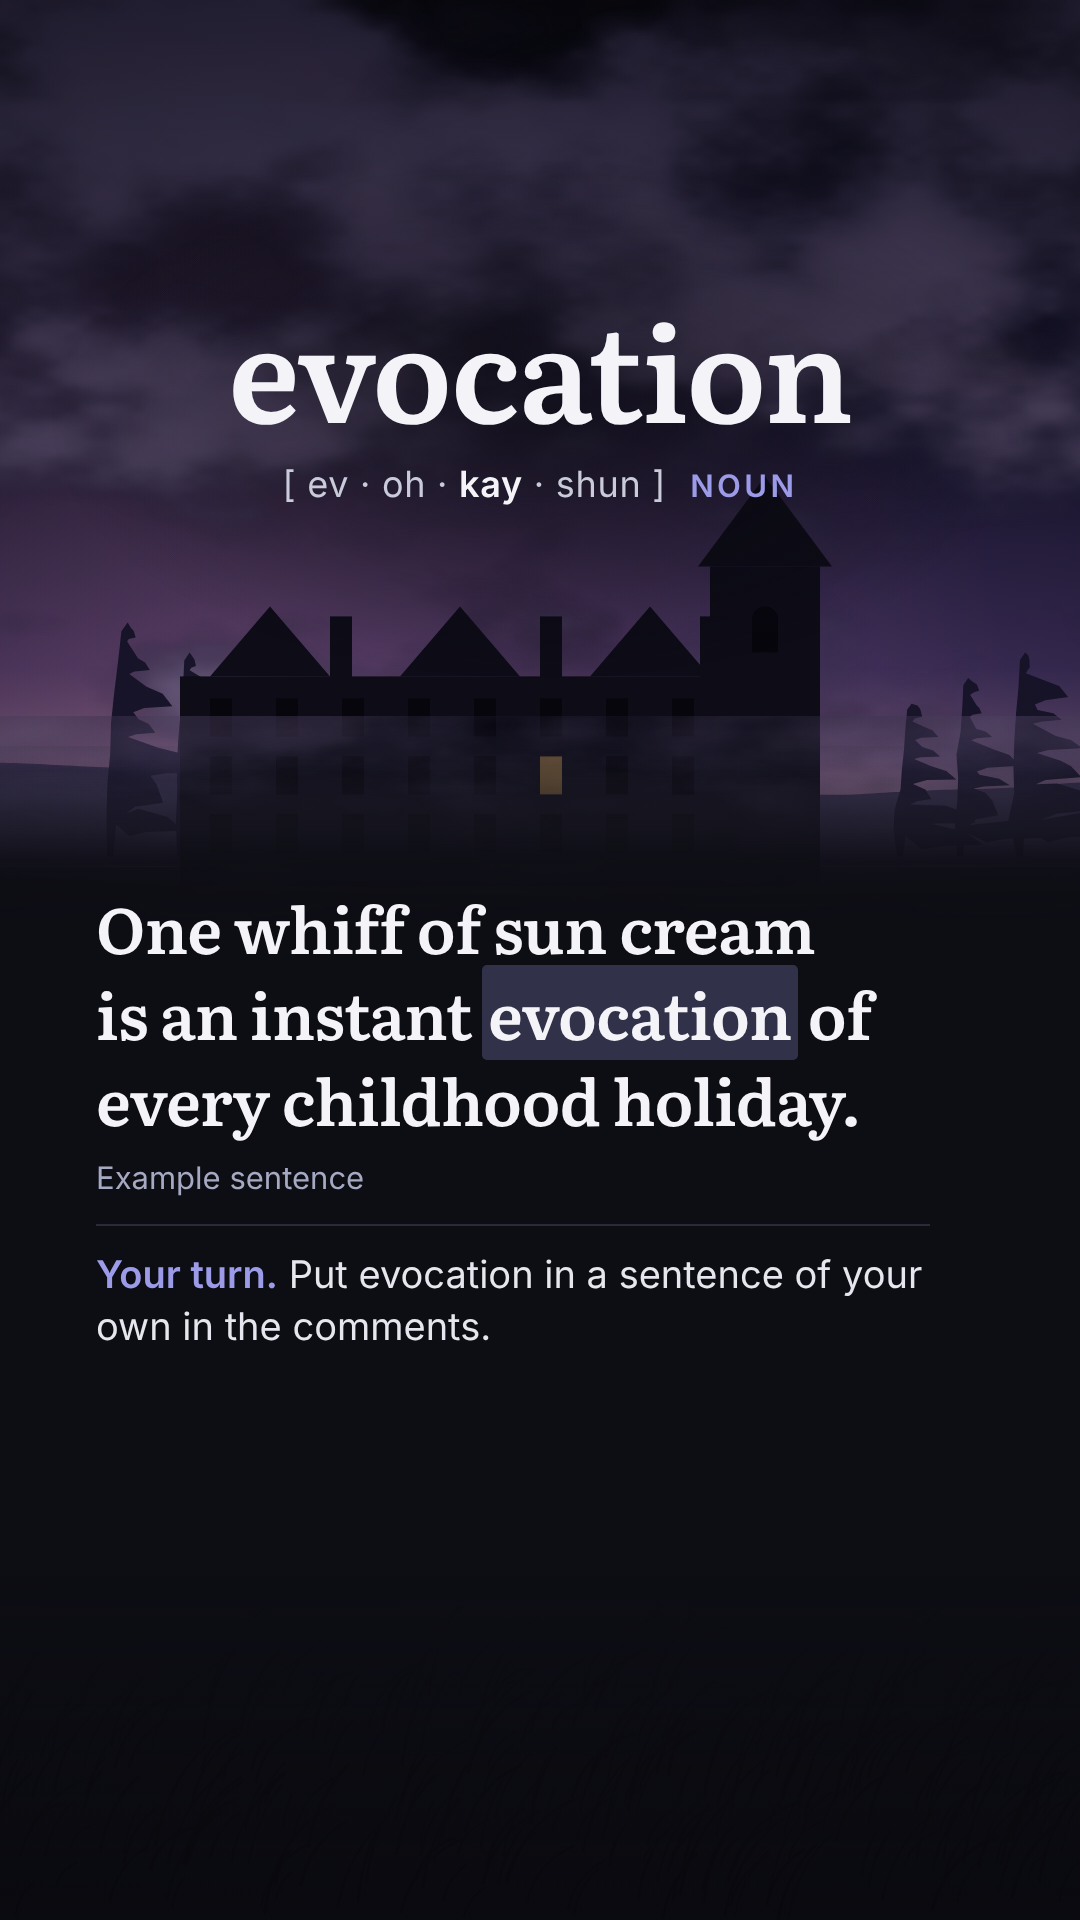 evocation
[ ev · oh · kay · shun ] NOUN
One whiff of sun cream
is an instant evocation of
every childhood holiday.
Example sentence
Your turn. Put evocation in a sentence of your
own in the comments.